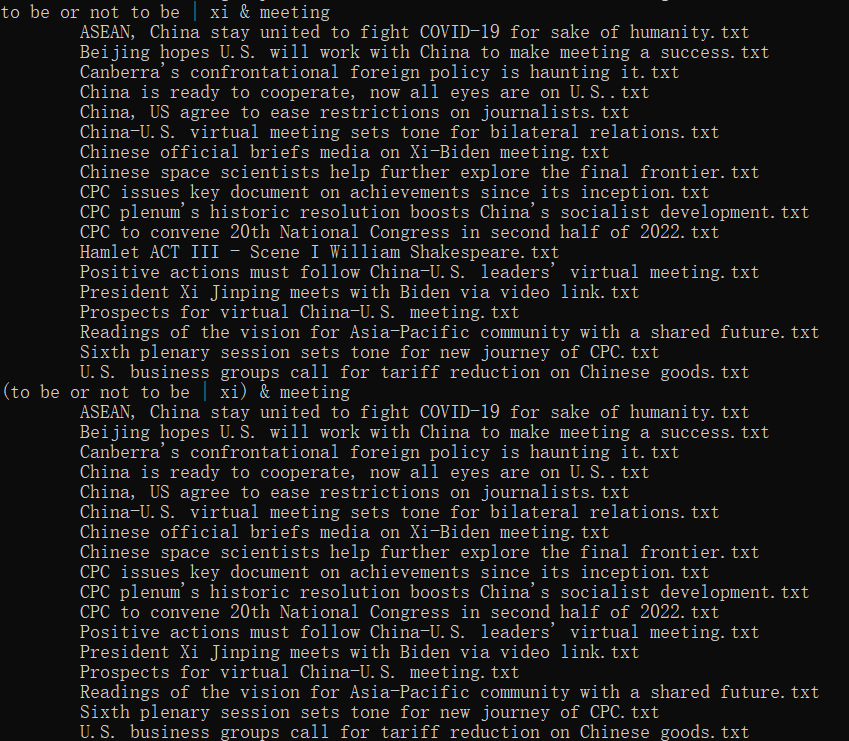 to be or not to be | xi & meeting
ASEAN, China stay united to fight COVID-19 for sake of humanity.txt
Beijing hopes U.S. will work with China to make meeting a success.txt
Canberra's confrontational foreign policy is haunting it.txt
China is ready to cooperate, now all eyes are on U.S..txt
China, US agree to ease restrictions on journalists.txt
China-U.S. virtual meeting sets tone for bilateral relations.txt
Chinese official briefs media on Xi-Biden meeting.txt
Chinese space scientists help further explore the final frontier.txt
CPC issues key document on achievements since its inception.txt
CPC plenum's historic resolution boosts China's socialist development.txt
CPC to convene 20th National Congress in second half of 2022.txt
Hamlet ACT III - Scene I William Shakespeare.txt
Positive actions must follow China-U.S. leaders' virtual meeting.txt
President Xi Jinping meets with Biden via video link.txt
Prospects for virtual China-U.S. meeting.txt
Readings of the vision for Asia-Pacific community with a shared future.txt
Sixth plenary session sets tone for new journey of CPC.txt
U.S. business groups call for tariff reduction on Chinese goods.txt
(to be or not to be | xi) & meeting
ASEAN, China stay united to fight COVID-19 for sake of humanity.txt
Beijing hopes U.S. will work with China to make meeting a success.txt
Canberra's confrontational foreign policy is haunting it.txt
China is ready to cooperate, now all eyes are on U.S..txt
China, US agree to ease restrictions on journalists.txt
China-U.S. virtual meeting sets tone for bilateral relations.txt
Chinese official briefs media on Xi-Biden meeting.txt
Chinese space scientists help further explore the final frontier.txt
CPC issues key document on achievements since its inception.txt
CPC plenum's historic resolution boosts China's socialist development.txt
CPC to convene 20th National Congress in second half of 2022.txt
Positive actions must follow China-U.S. leaders' virtual meeting.txt
President Xi Jinping meets with Biden via video link.txt
Prospects for virtual China-U.S. meeting.txt
Readings of the vision for Asia-Pacific community with a shared future.txt
Sixth plenary session sets tone for new journey of CPC.txt
U.S. business groups call for tariff reduction on Chinese goods.txt